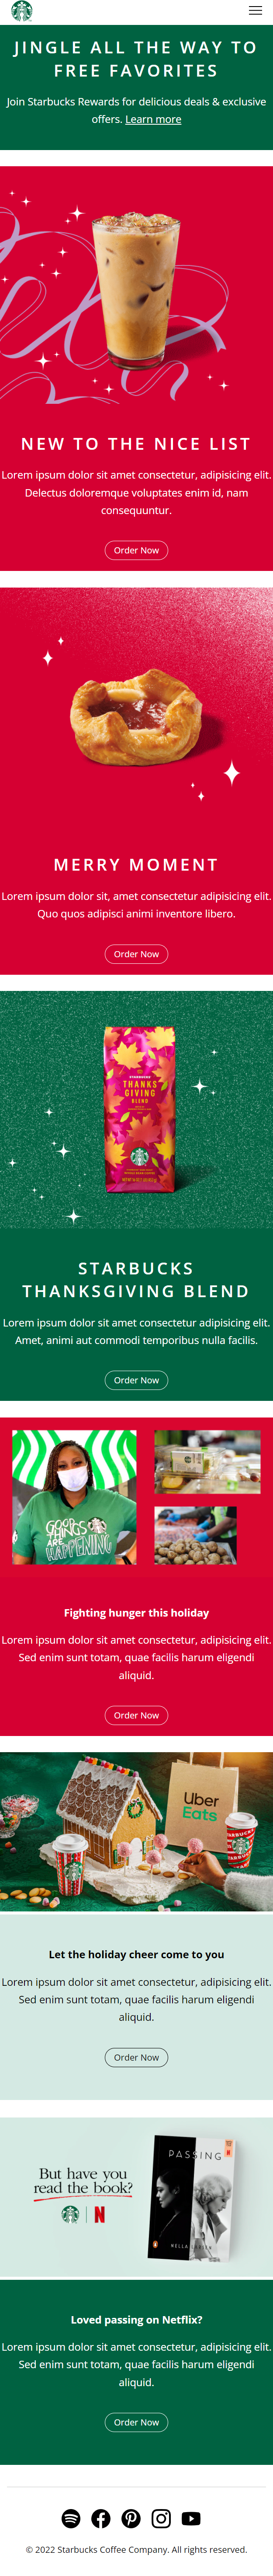 JINGLE ALL THE WAY TO
FREE FAVORITES
Join Starbucks Rewards for delicious deals & exclusive
offers. Learn more
NEW TO THE NICE LIST
Lorem ipsum dolor sit amet consectetur, adipisicing elit.
Delectus doloremque voluptates enim id, nam
consequuntur.
Order Now
MERRY MOMENT
Lorem ipsum dolor sit, amet consectetur adipisicing elit.
Quo quos adipisci animi inventore libero.
Order Now
STARBUCKS
THANKS
GIVING
BLEND
STARBUCKS
THANKSGIVING BLEND
Lorem ipsum dolor sit amet consectetur adipisicing elit.
Amet, animi aut commodi temporibus nulla facilis.
Order Now
GOOD
THINGS
ARE
HAPPENING
Fighting hunger this holiday
Lorem ipsum dolor sit amet consectetur, adipisicing elit.
Sed enim sunt totam, quae facilis harum eligendi
aliquid.
Order Now
Uber
Eats
STARBUCKS
Let the holiday cheer come to you
Lorem ipsum dolor sit amet consectetur, adipisicing elit.
Sed enim sunt totam, quae facilis harum eligendi
aliquid.
Order Now
But have you
read the book?
N
PASSING
NELLA LARSEN
Loved passing on Netflix?
Lorem ipsum dolor sit amet consectetur, adipisicing elit.
Sed enim sunt totam, quae facilis harum eligendi
aliquid.
Order Now
© 2022 Starbucks Coffee Company. All rights reserved.